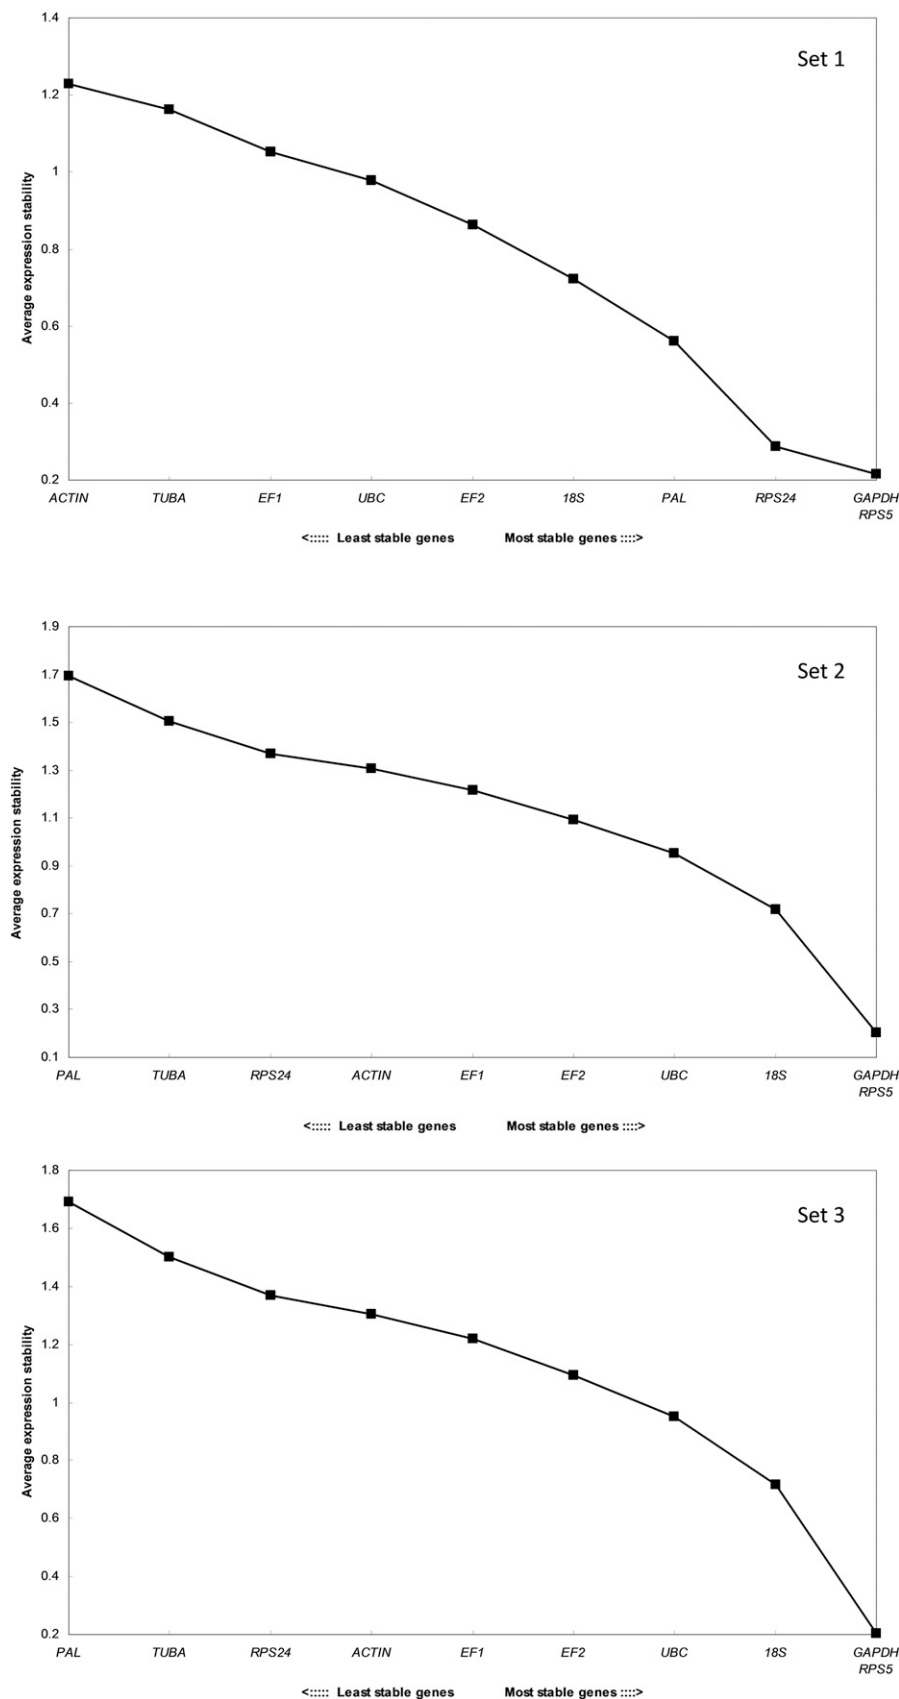 Set 1
Average expression stability
1.4
1.2
1
0.8
0.6
0.4
0.2
ACTIN TUBA EF1 UBC EF2 18S PAL RPS24 GAPDH
RPS5
<::::: Least stable genes Most stable genes ::::>
Set 2
Average expression stability
1.9
1.7
1.5
1.3
1.1
0.9
0.7
0.5
0.3
0.1
PAL TUBA RPS24 ACTIN EF1 EF2 UBC 18S GAPDH
RPS5
<::::: Least stable genes Most stable genes ::::>
Set 3
Average expression stability
1.8
1.6
1.4
1.2
1
0.8
0.6
0.4
0.2
PAL TUBA RPS24 ACTIN EF1 EF2 UBC 18S GAPDH
RPS5
<::::: Least stable genes Most stable genes ::::>